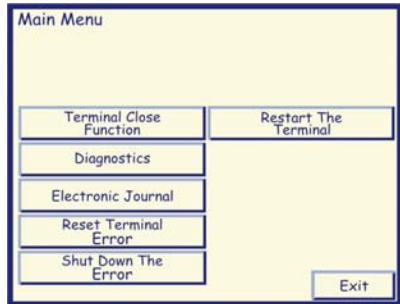 Main Menu
Terminal Close
Function
Restart The
Terminal
Diagnostics
Electronic Journal
Reset Terminal
Error
Shut Down The
Error
Exit